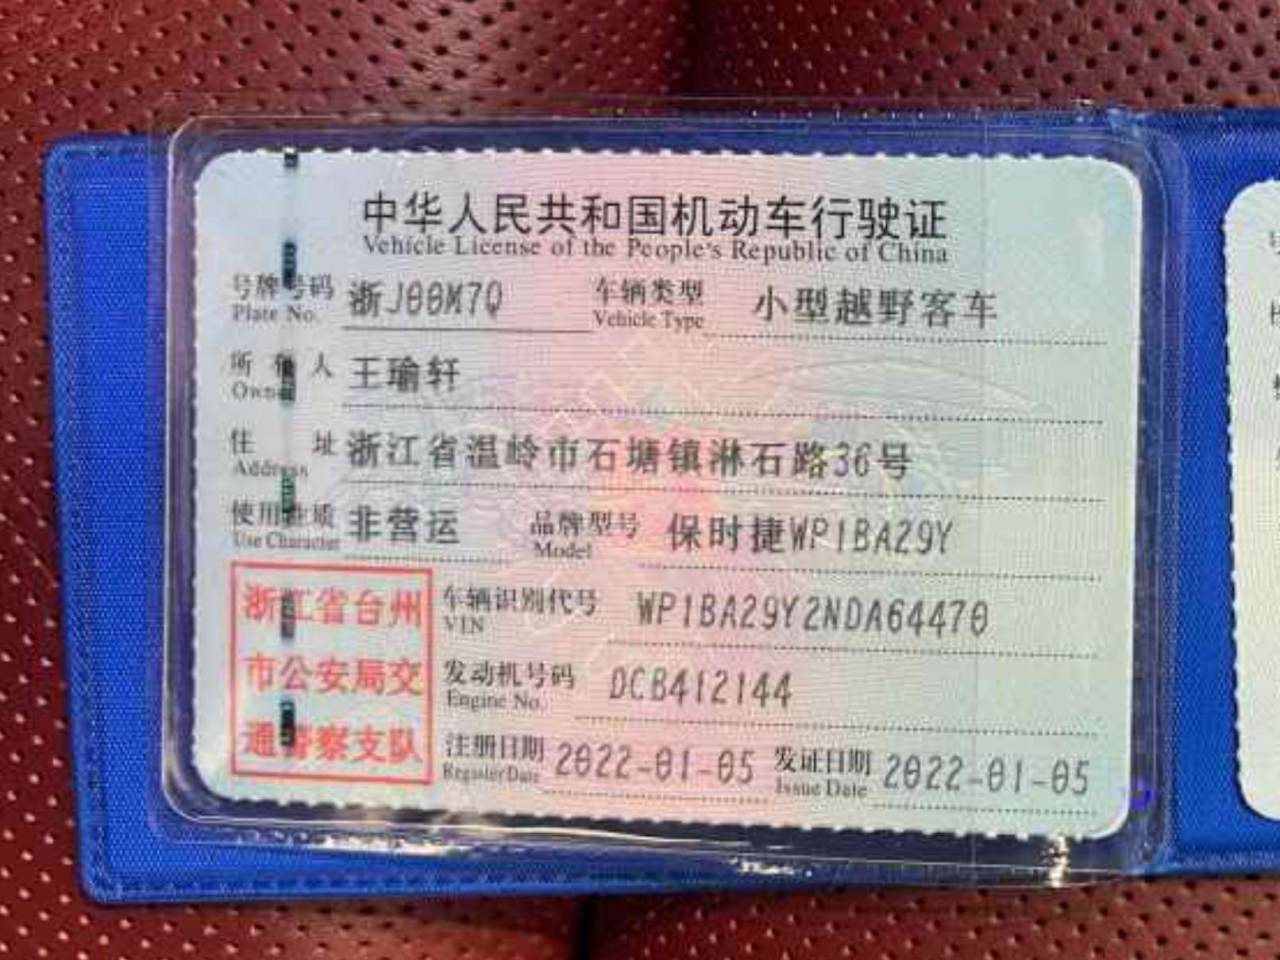 中华人民共和国机动车行驶证
Vehicle License of the People's Republic of China
号牌号码 浙J00M7Q 车辆类型 小型越野客车
Plate No. Vehicle Type
所有人 王瑜轩
Owner
住址 浙江省温岭市石塘镇淋石路36号
Address
使用性质 非营运 品牌型号 保时捷WP1BA29Y
Use Character Model
浙江省台州
市公安局交
通警察支队
车辆识别代号 WP1BA29Y2NDA64470
VIN
发动机号码 DCB412144
Engine No.
注册日期 2022-01-05 发证日期 2022-01-05
Register Date Issue Date